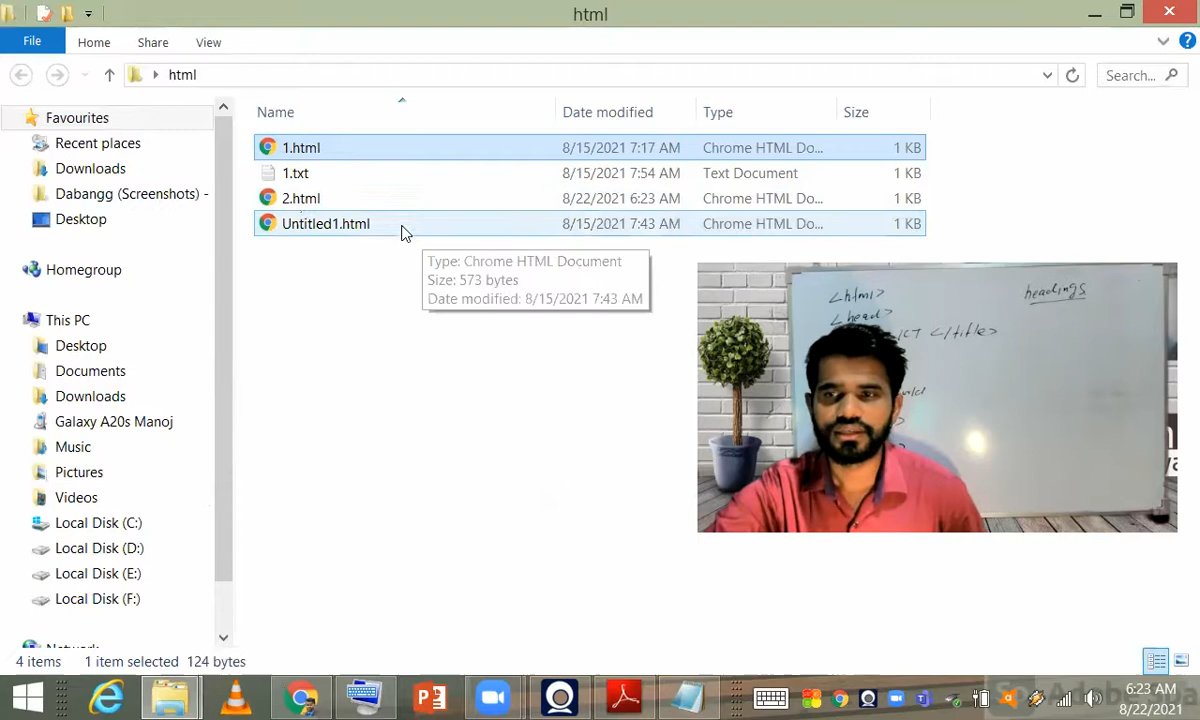 html
File Home Share View
html
Search...
Name Date modified Type Size
1.html 8/15/2021 7:17 AM Chrome HTML Do... 1 KB
1.txt 8/15/2021 7:54 AM Text Document 1 KB
2.html 8/22/2021 6:23 AM Chrome HTML Do... 1 KB
Untitled1.html 8/15/2021 7:43 AM Chrome HTML Do... 1 KB
Type: Chrome HTML Document
Size: 573 bytes
Date modified: 8/15/2021 7:43 AM
Favourites
Recent places
Downloads
Dabangg (Screenshots) -
Desktop
Homegroup
This PC
Desktop
Documents
Downloads
Galaxy A20s Manoj
Music
Pictures
Videos
Local Disk (C:)
Local Disk (D:)
Local Disk (E:)
Local Disk (F:)
<html>
headings
<head>
ICT </title>
4 items 1 item selected 124 bytes
6:23 AM
8/22/2021